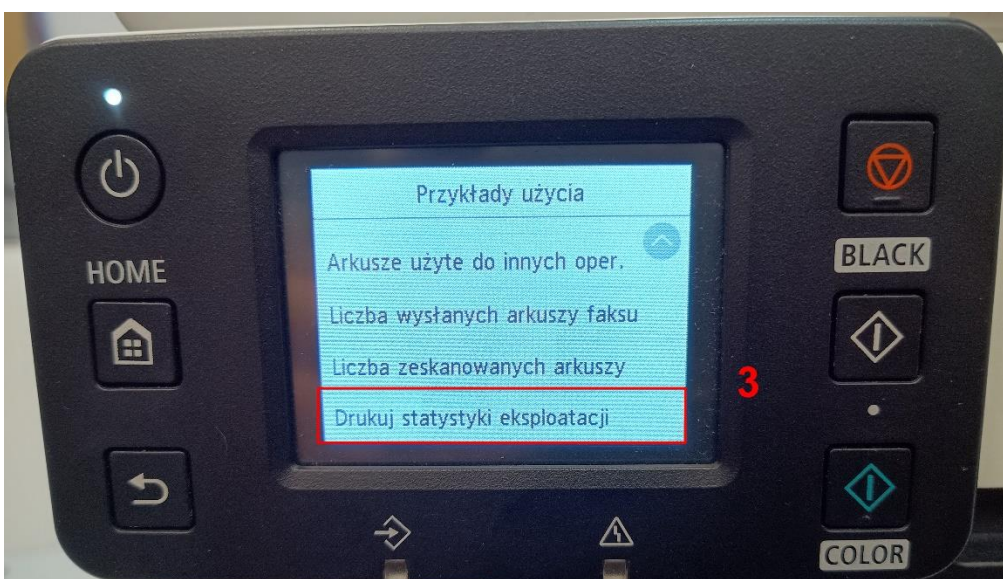 Przykłady użycia
Arkusze użyte do innych oper.
Liczba wysłanych arkuszy faksu
Liczba zeskanowanych arkuszy
Drukuj statystyki eksploatacji
3
HOME
BLACK
COLOR